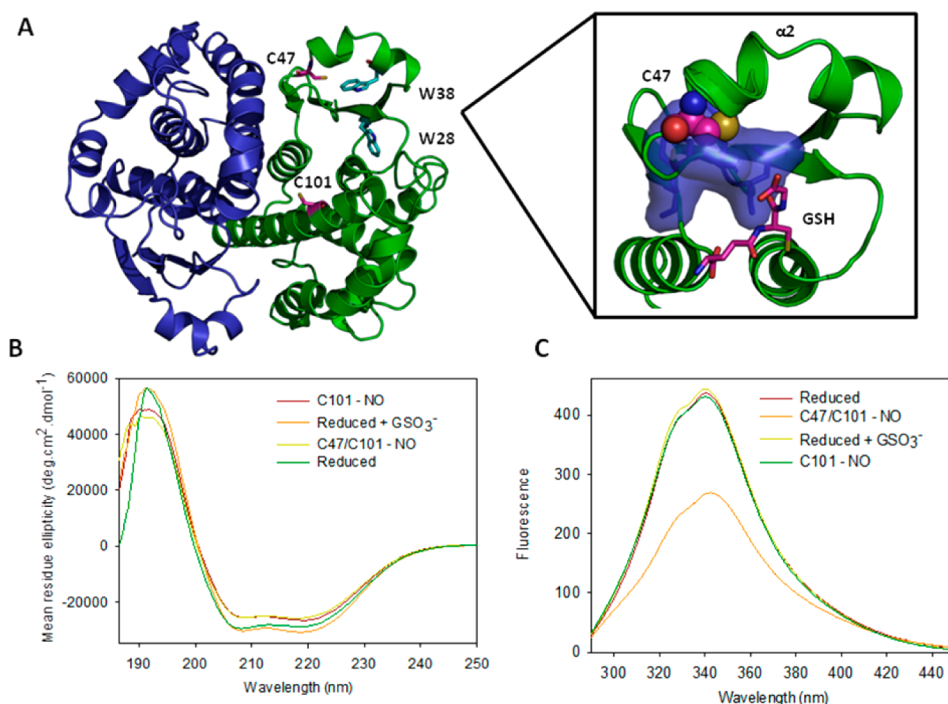 A
C47
W38
W28
C101
α2
C47
GSH
B
Mean residue ellipticity (deg.cm².dmol⁻¹)
60000
40000
20000
0
-20000
190
200
210
220
230
240
250
Wavelength (nm)
C101 - NO
Reduced + GSO₃⁻
C47/C101 - NO
Reduced
C
Fluorescence
400
300
200
100
0
300
320
340
360
380
400
420
440
Wavelength (nm)
Reduced
C47/C101 - NO
Reduced + GSO₃⁻
C101 - NO